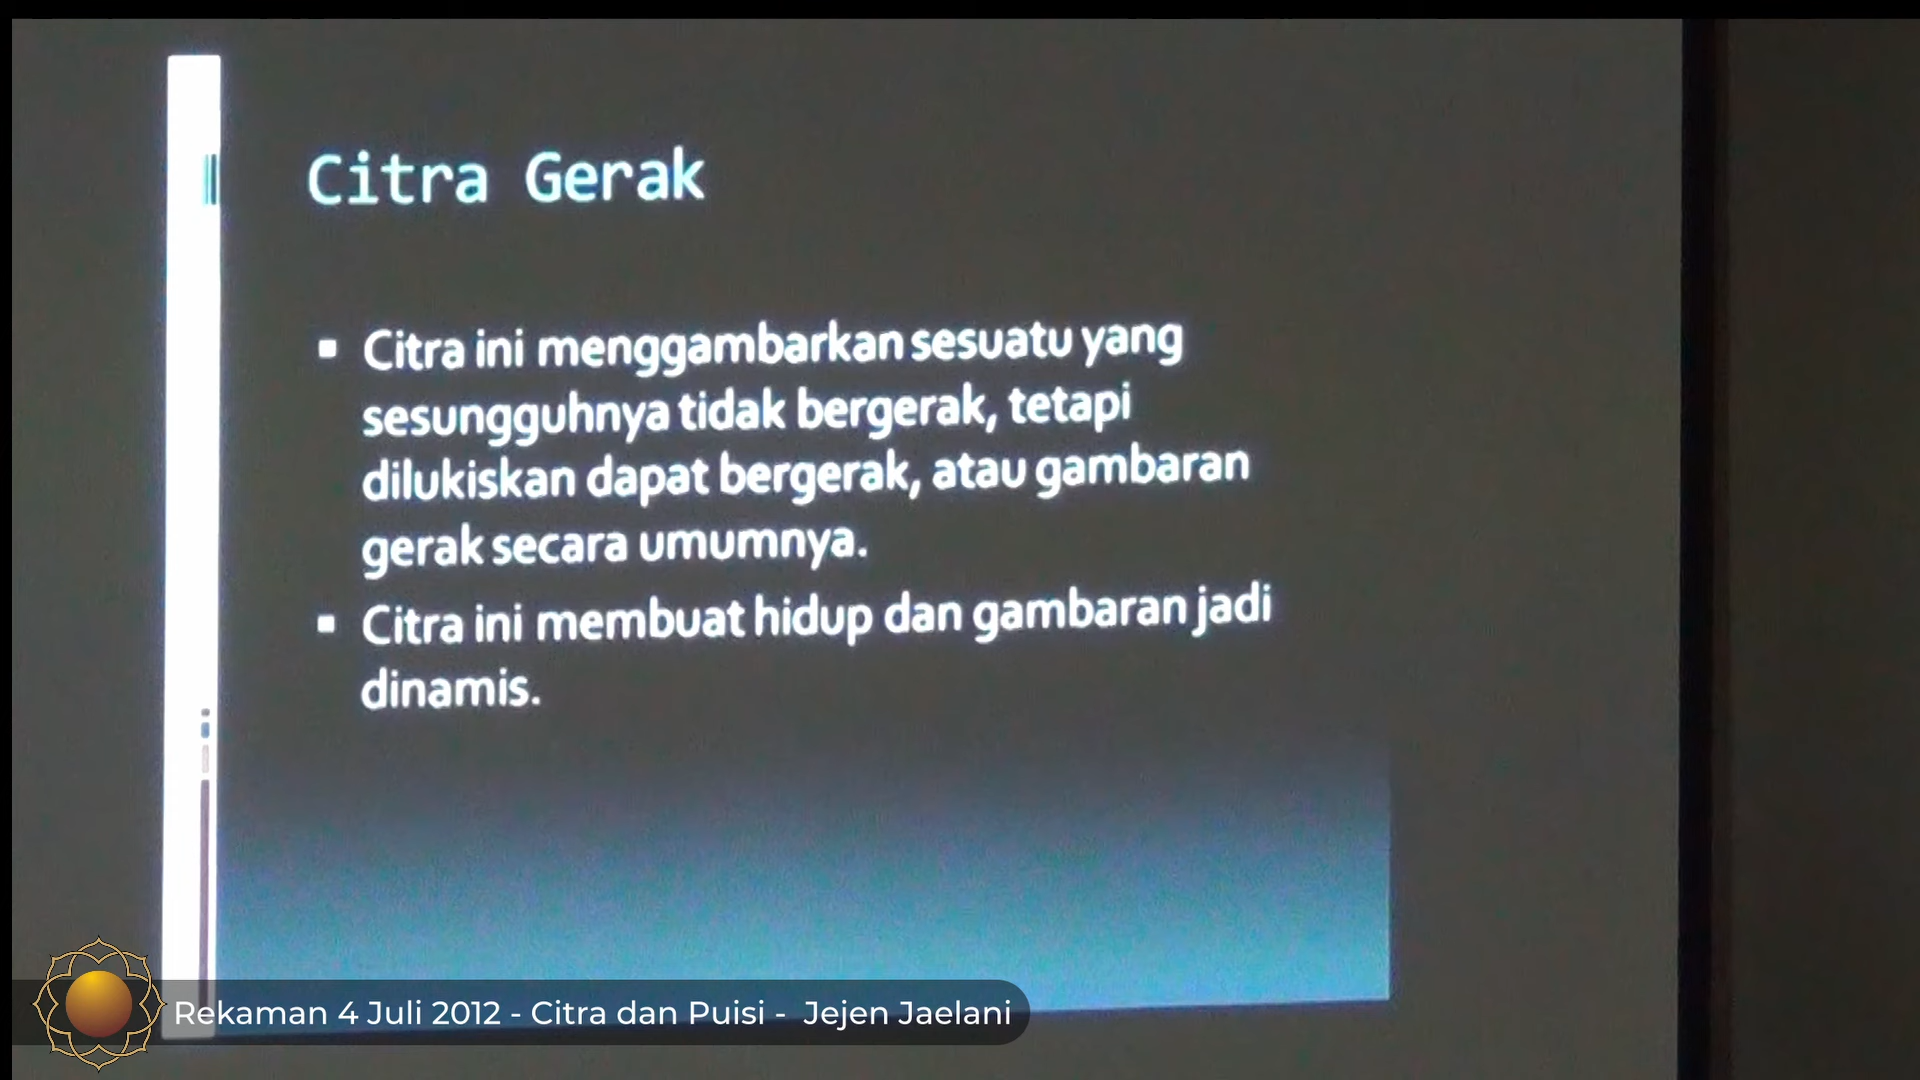 Citra Gerak
▪ Citra ini menggambarkan sesuatu yang
sesungguhnya tidak bergerak, tetapi
dilukiskan dapat bergerak, atau gambaran
gerak secara umumnya.
▪ Citra ini membuat hidup dan gambaran jadi
dinamis.
Rekaman 4 Juli 2012 - Citra dan Puisi - Jejen Jaelani